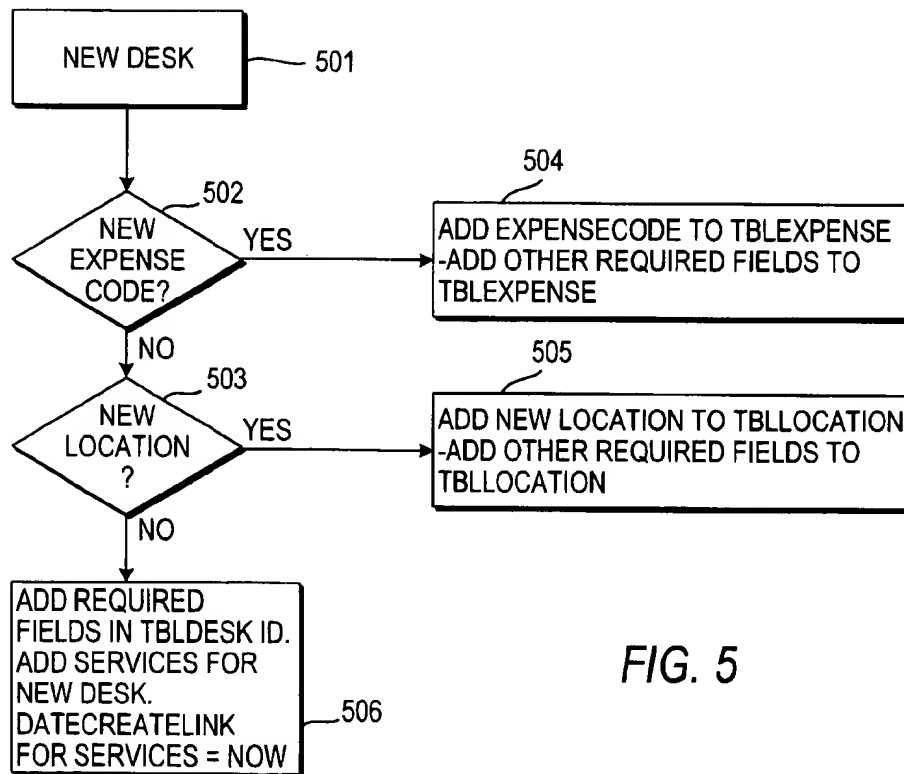 NEW DESK
501
502
NEW
EXPENSE
CODE?
YES
504
ADD EXPENSECODE TO TBLEXPENSE
-ADD OTHER REQUIRED FIELDS TO
TBLEXPENSE
NO
503
NEW
LOCATION
?
YES
505
ADD NEW LOCATION TO TBLLOCATION
-ADD OTHER REQUIRED FIELDS TO
TBLLOCATION
NO
ADD REQUIRED
FIELDS IN TBLDESK ID.
ADD SERVICES FOR
NEW DESK.
DATECREATELINK
FOR SERVICES = NOW
506
FIG. 5